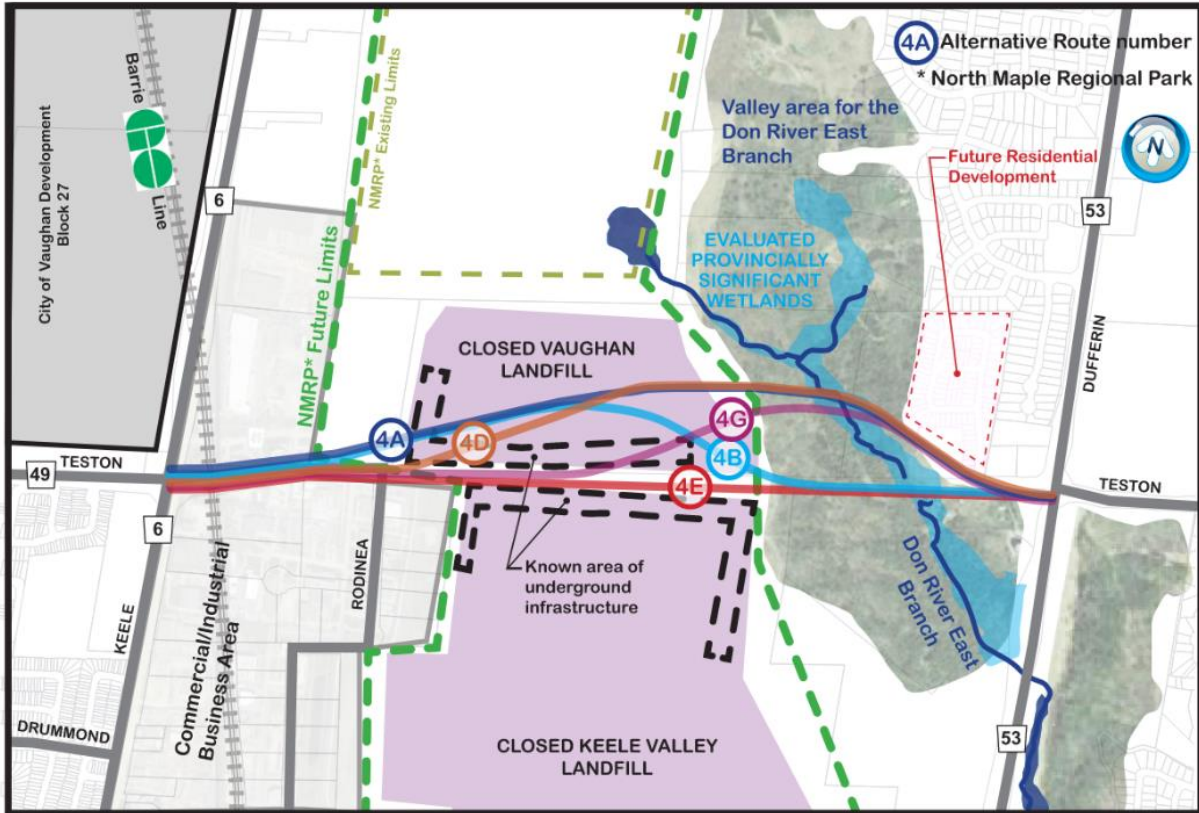 4A Alternative Route number
* North Maple Regional Park
N
Barrie
GO
Line
City of Vaughan Development
Block 27
6
NMRP* Existing Limits
NMRP* Future Limits
Valley area for the
Don River East
Branch
Future Residential
Development
53
EVALUATED
PROVINCIALLY
SIGNIFICANT
WETLANDS
DUFFERIN
CLOSED VAUGHAN
LANDFILL
4A
4D
4G
4B
4E
49
TESTON
TESTON
6
KEELE
RODINEA
Commercial/Industrial
Business Area
Known area of
underground
infrastructure
Don River East
Branch
DRUMMOND
CLOSED KEELE VALLEY
LANDFILL
53